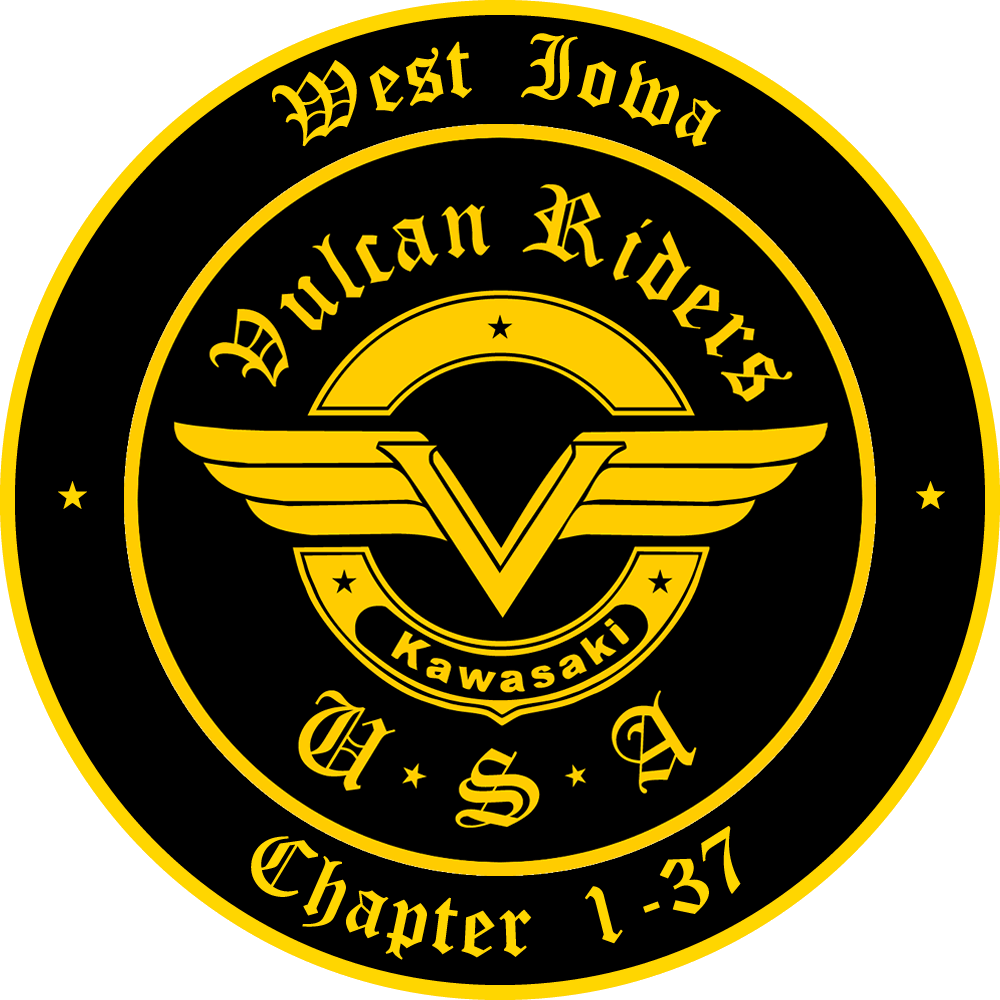 West Iowa
Vulcan Riders
V
Kawasaki
U S A
Chapter 1-37